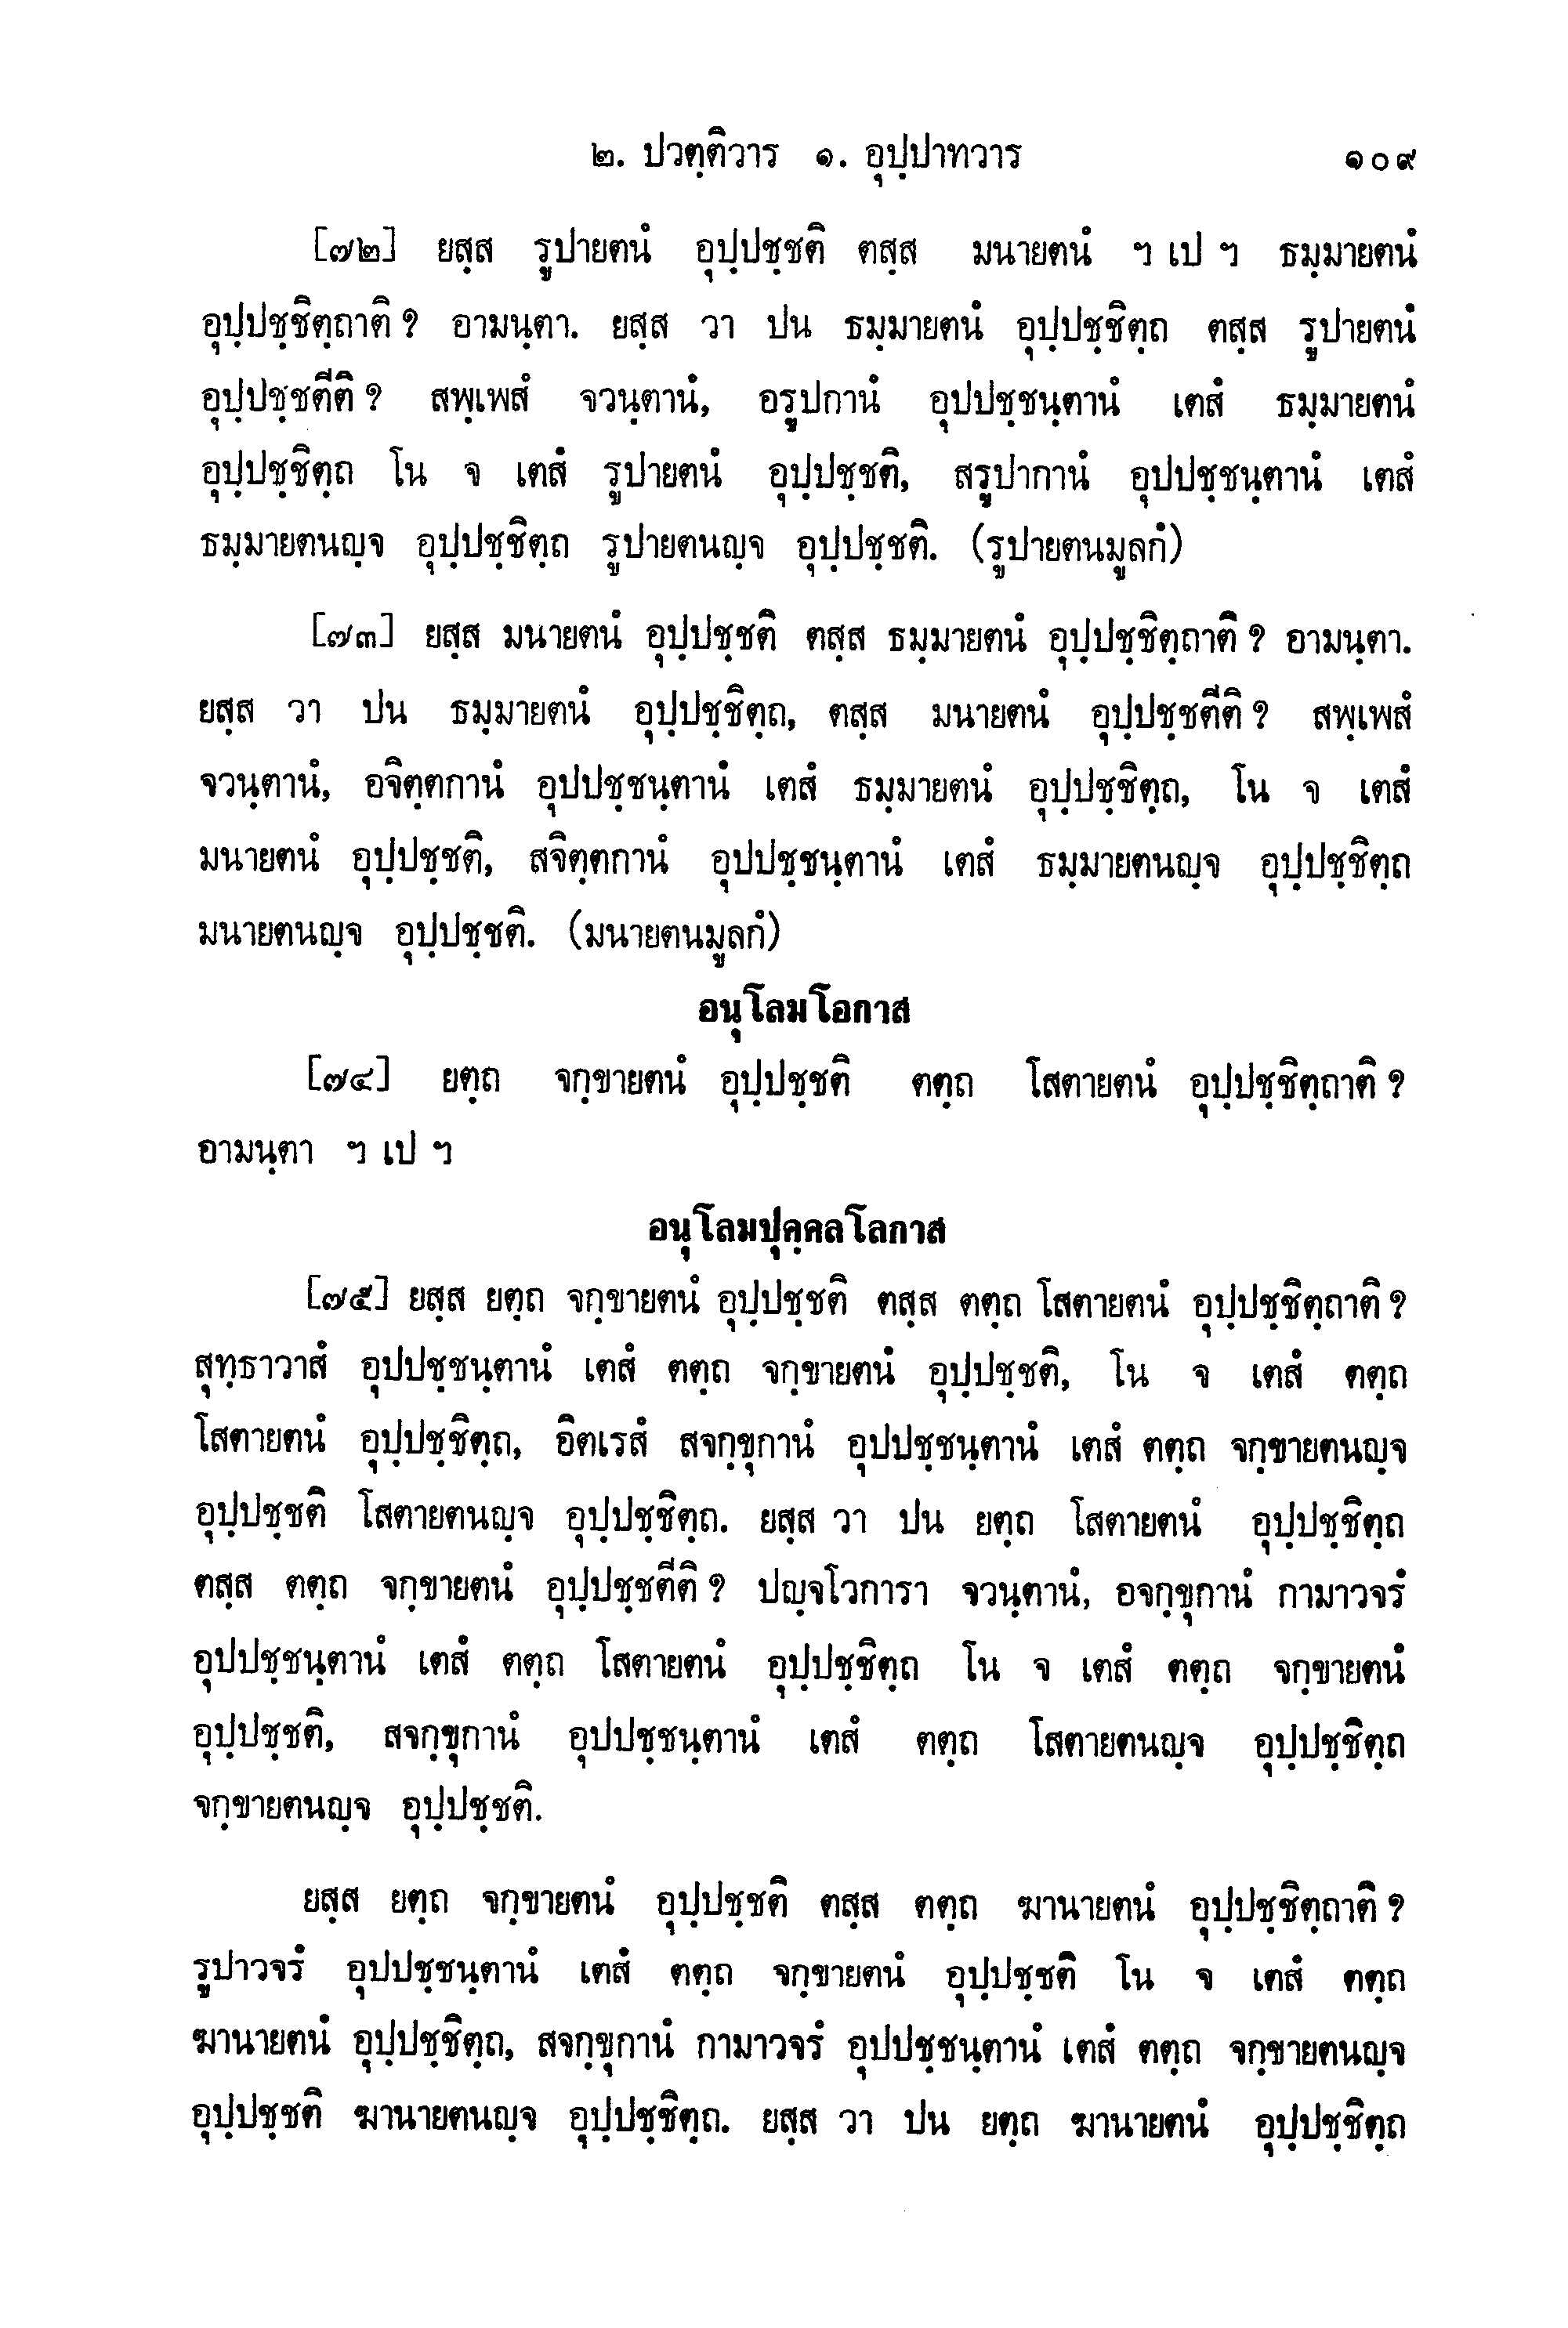 ๒. ปวตฺติวาร ๑. อุปฺปาทวาร ๑๐๙
[๗๒] ยสฺส รูปายตนํ อุปฺปชฺชติ ตสฺส มนายตนํ ฯ เป ฯ ธมฺมายตนํ
อุปฺปชฺชิตฺถาติ ? อามนฺตา. ยสฺส วา ปน ธมฺมายตนํ อุปฺปชฺชิตฺถ ตสฺส รูปายตนํ
อุปฺปชฺชตีติ ? สพฺเพสํ จวนฺตานํ, อรูปกานํ อุปปชฺชนฺตานํ เตสํ ธมฺมายตนํ
อุปฺปชฺชิตฺถ โน จ เตสํ รูปายตนํ อุปฺปชฺชติ, สรูปากานํ อุปปชฺชนฺตานํ เตสํ
ธมฺมายตนญฺจ อุปฺปชฺชิตฺถ รูปายตนญฺจ อุปฺปชฺชติ. (รูปายตนมูลกํ)
[๗๓] ยสฺส มนายตนํ อุปฺปชฺชติ ตสฺส ธมฺมายตนํ อุปฺปชฺชิตฺถาติ ? อามนฺตา.
ยสฺส วา ปน ธมฺมายตนํ อุปฺปชฺชิตฺถ, ตสฺส มนายตนํ อุปฺปชฺชตีติ ? สพฺเพสํ
จวนฺตานํ, อจิตฺตกานํ อุปปชฺชนฺตานํ เตสํ ธมฺมายตนํ อุปฺปชฺชิตฺถ, โน จ เตสํ
มนายตนํ อุปฺปชฺชติ, สจิตฺตกานํ อุปปชฺชนฺตานํ เตสํ ธมฺมายตนญฺจ อุปฺปชฺชิตฺถ
มนายตนญฺจ อุปฺปชฺชติ. (มนายตนมูลกํ)
อนุโลมโอกาส
[๗๔] ยตฺถ จกฺขายตนํ อุปฺปชฺชติ ตตฺถ โสตายตนํ อุปฺปชฺชิตฺถาติ ?
อามนฺตา ฯ เป ฯ
อนุโลมปุคฺคลโลกาส
[๗๕] ยสฺส ยตฺถ จกฺขายตนํ อุปฺปชฺชติ ตสฺส ตตฺถ โสตายตนํ อุปฺปชฺชิตฺถาติ ?
สุทฺธาวาสํ อุปปชฺชนฺตานํ เตสํ ตตฺถ จกฺขายตนํ อุปฺปชฺชติ, โน จ เตสํ ตตฺถ
โสตายตนํ อุปฺปชฺชิตฺถ, อิตเรสํ สจกฺขุกานํ อุปปชฺชนฺตานํ เตสํ ตตฺถ จกฺขายตนญฺจ
อุปฺปชฺชติ โสตายตนญฺจ อุปฺปชฺชิตฺถ. ยสฺส วา ปน ยตฺถ โสตายตนํ อุปฺปชฺชิตฺถ
ตสฺส ตตฺถ จกฺขายตนํ อุปฺปชฺชตีติ ? ปญฺจโวการา จวนฺตานํ, อจกฺขุกานํ กามาวจรํ
อุปปชฺชนฺตานํ เตสํ ตตฺถ โสตายตนํ อุปฺปชฺชิตฺถ โน จ เตสํ ตตฺถ จกฺขายตนํ
อุปฺปชฺชติ, สจกฺขุกานํ อุปปชฺชนฺตานํ เตสํ ตตฺถ โสตายตนญฺจ อุปฺปชฺชิตฺถ
จกฺขายตนญฺจ อุปฺปชฺชติ.
ยสฺส ยตฺถ จกฺขายตนํ อุปฺปชฺชติ ตสฺส ตตฺถ ฆานายตนํ อุปฺปชฺชิตฺถาติ ?
รูปาวจรํ อุปปชฺชนฺตานํ เตสํ ตตฺถ จกฺขายตนํ อุปฺปชฺชติ โน จ เตสํ ตตฺถ
ฆานายตนํ อุปฺปชฺชิตฺถ, สจกฺขุกานํ กามาวจรํ อุปปชฺชนฺตานํ เตสํ ตตฺถ จกฺขายตนญฺจ
อุปฺปชฺชติ ฆานายตนญฺจ อุปฺปชฺชิตฺถ. ยสฺส วา ปน ยตฺถ ฆานายตนํ อุปฺปชฺชิตฺถ